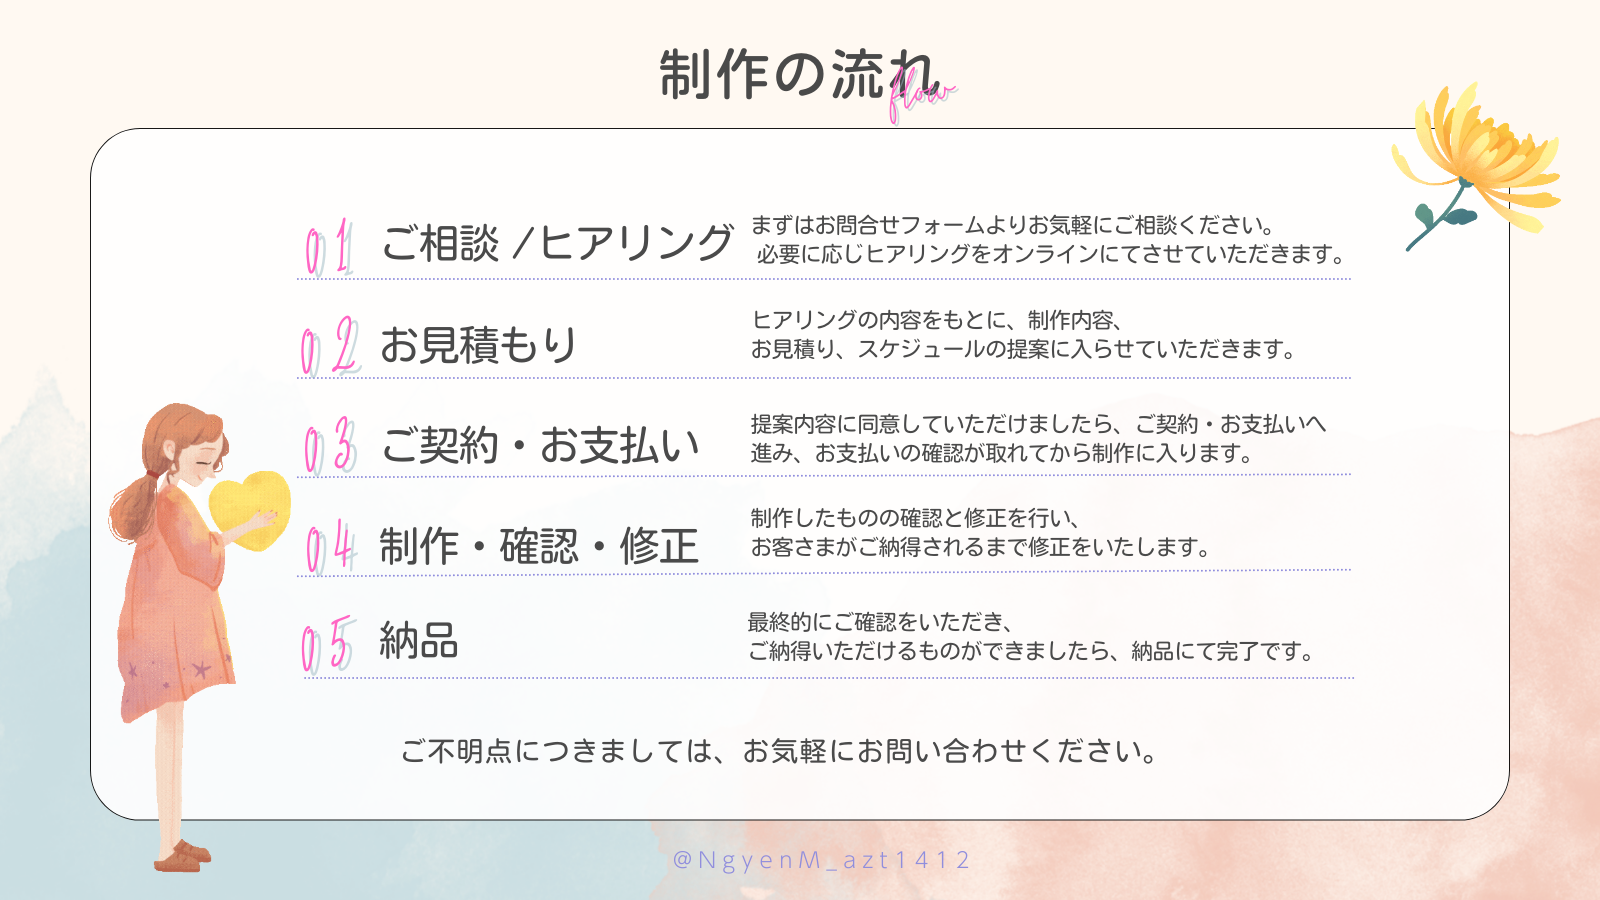 制作の流れ
flow
01 ご相談 /ヒアリング
まずはお問合せフォームよりお気軽にご相談ください。
必要に応じヒアリングをオンラインにてさせていただきます。
02 お見積もり
ヒアリングの内容をもとに、制作内容、
お見積り、スケジュールの提案に入らせていただきます。
03 ご契約・お支払い
提案内容に同意していただけましたら、ご契約・お支払いへ
進み、お支払いの確認が取れてから制作に入ります。
04 制作・確認・修正
制作したものの確認と修正を行い、
お客さまがご納得されるまで修正をいたします。
05 納品
最終的にご確認をいただき、
ご納得いただけるものができましたら、納品にて完了です。
ご不明点につきましては、お気軽にお問い合わせください。
@NgyenM_azt1412